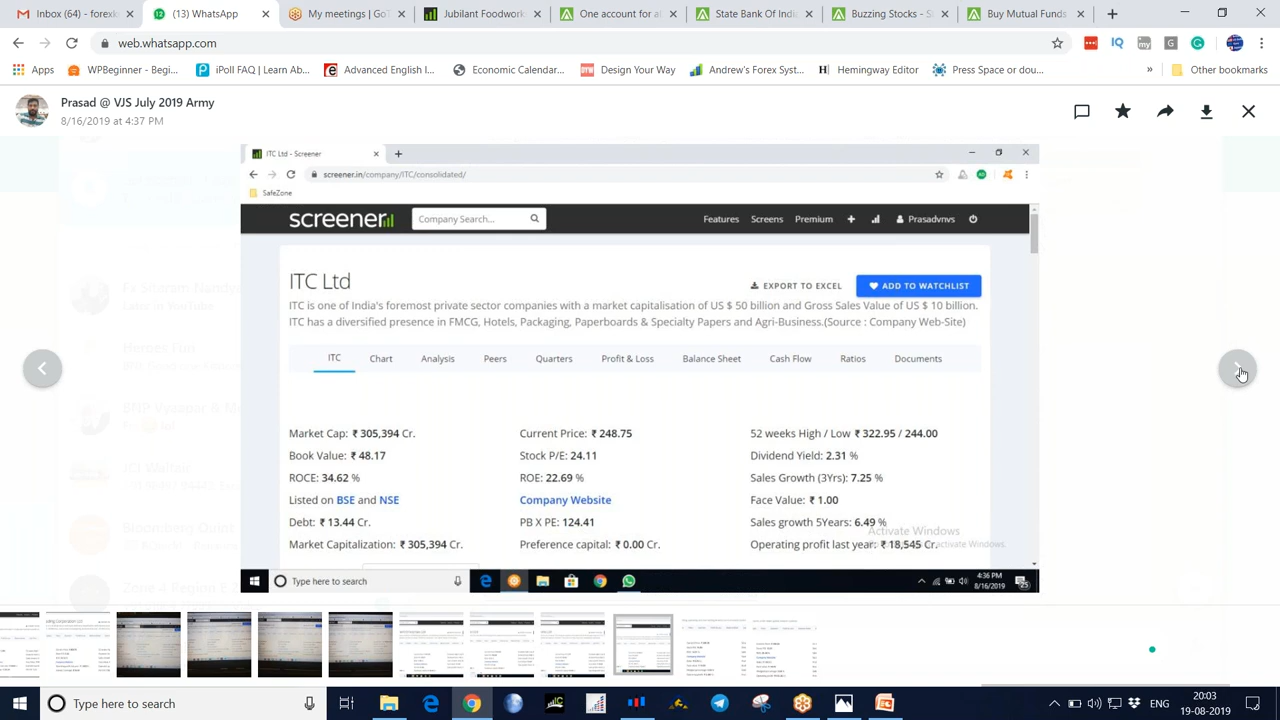 Inbox (64) - forexk
(13) WhatsApp
My meetings | GoT
Jubilant Foodwork
One account for al
State Bank Of Indi
Buzzing Stocks - S
Buy Mutual Funds
web.whatsapp.com
Apps
WPBeginner - Begi...
iPoll FAQ | Learn Ab...
Advanced English I...
Economic Calendar...
Design Your Way
Andrew's Forex Syst...
Hemingway Editor
Press Space or dou...
»
Other bookmarks
Prasad @ VJS July 2019 Army
8/16/2019 at 4:37 PM
ITC Ltd - Screener
screener.in/company/ITC/consolidated/
SafeZone
screener
Company Search...
Features
Screens
Premium
Prasadvnvs
ITC Ltd
EXPORT TO EXCEL
ADD TO WATCHLIST
ITC is one of India's foremost private sector companies with a market capitalisation of US $ 50 billion and Gross Sales Value of US $ 10 billion.
ITC has a diversified presence in FMCG, Hotels, Packaging, Paperboards & Specialty Papers and Agri-Business.(Source : Company Web-Site)
ITC
Chart
Analysis
Peers
Quarters
Profit & Loss
Balance Sheet
Cash Flow
Ratios
Documents
Market Cap: ₹ 305,394 Cr.
Current Price: ₹ 248.75
52 weeks High / Low ₹ 322.95 / 244.00
Book Value: ₹ 48.17
Stock P/E: 24.11
Dividend Yield: 2.31 %
ROCE: 34.62 %
ROE: 22.69 %
Sales Growth (3Yrs): 7.25 %
Listed on BSE and NSE
Company Website
Face Value: ₹ 1.00
Debt: ₹ 13.44 Cr.
PB X PE: 124.41
Sales growth 5Years: 6.49 %
Activate Windows
Market Capitalization: ₹ 305,394 Cr.
Preference capital: ₹ 0.00 Cr.
Operating profit last year: ₹ 18,545 Cr.
Type here to search
4:36 PM
8/16/2019
Type here to search
ENG
20:03
19-08-2019